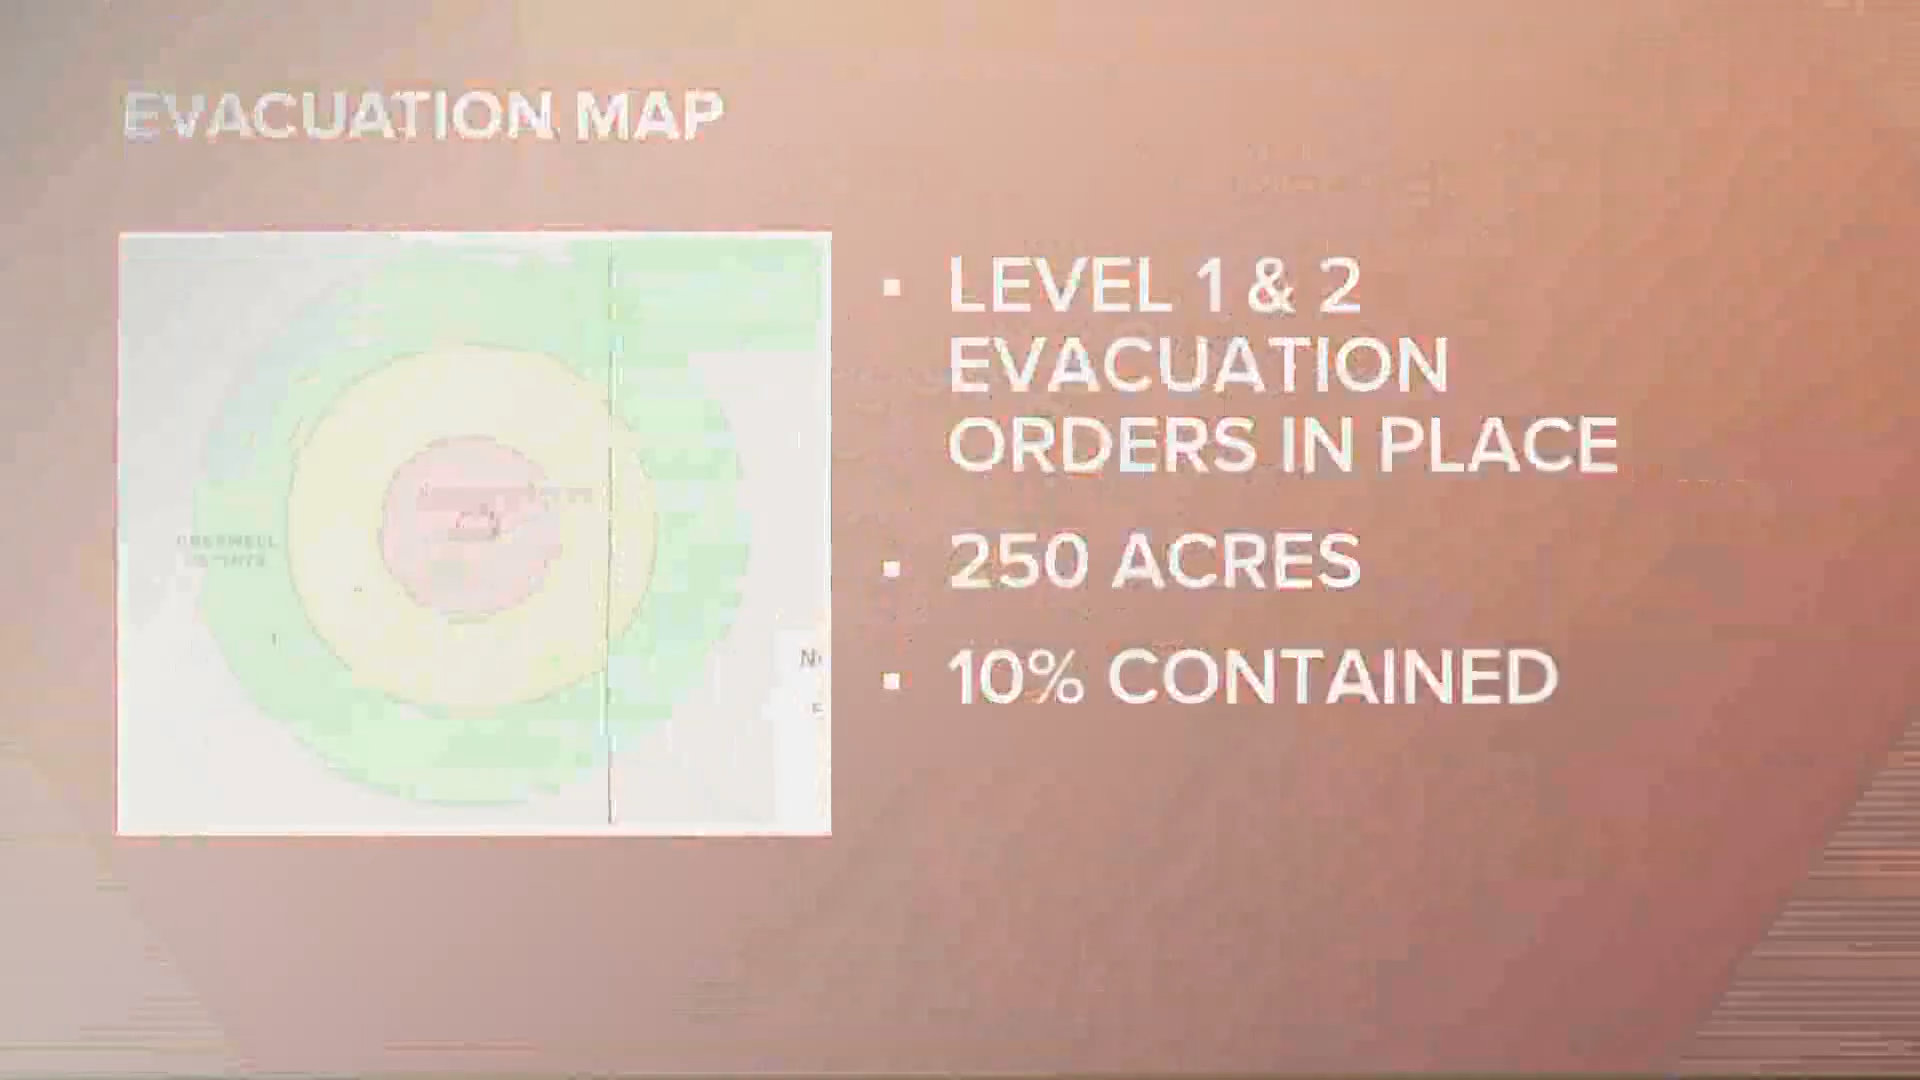 EVACUATION MAP
LEVEL 1 & 2
EVACUATION
ORDERS IN PLACE
250 ACRES
10% CONTAINED